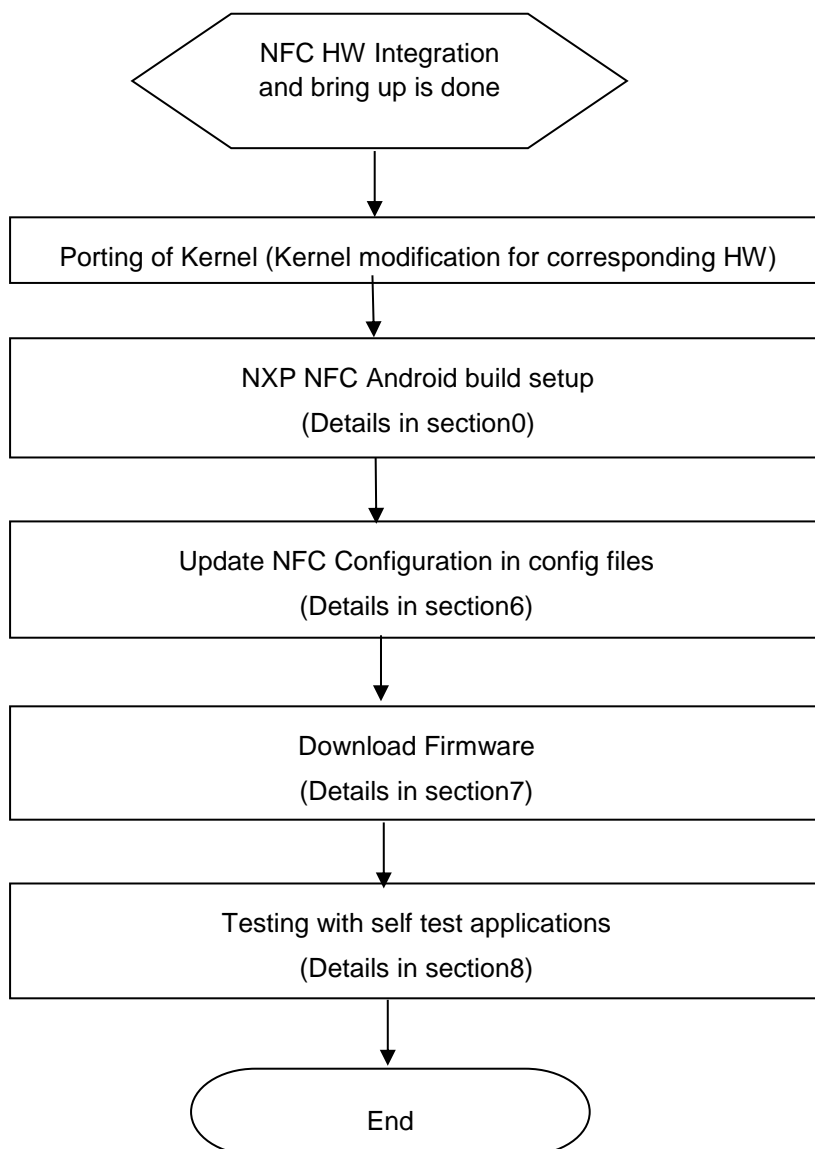 NFC HW Integration
and bring up is done
Porting of Kernel (Kernel modification for corresponding HW)
NXP NFC Android build setup
(Details in section0)
Update NFC Configuration in config files
(Details in section6)
Download Firmware
(Details in section7)
Testing with self test applications
(Details in section8)
End